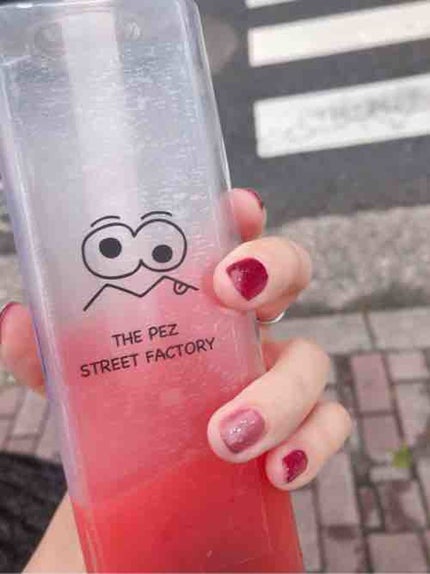 THE PEZ
STREET FACTORY